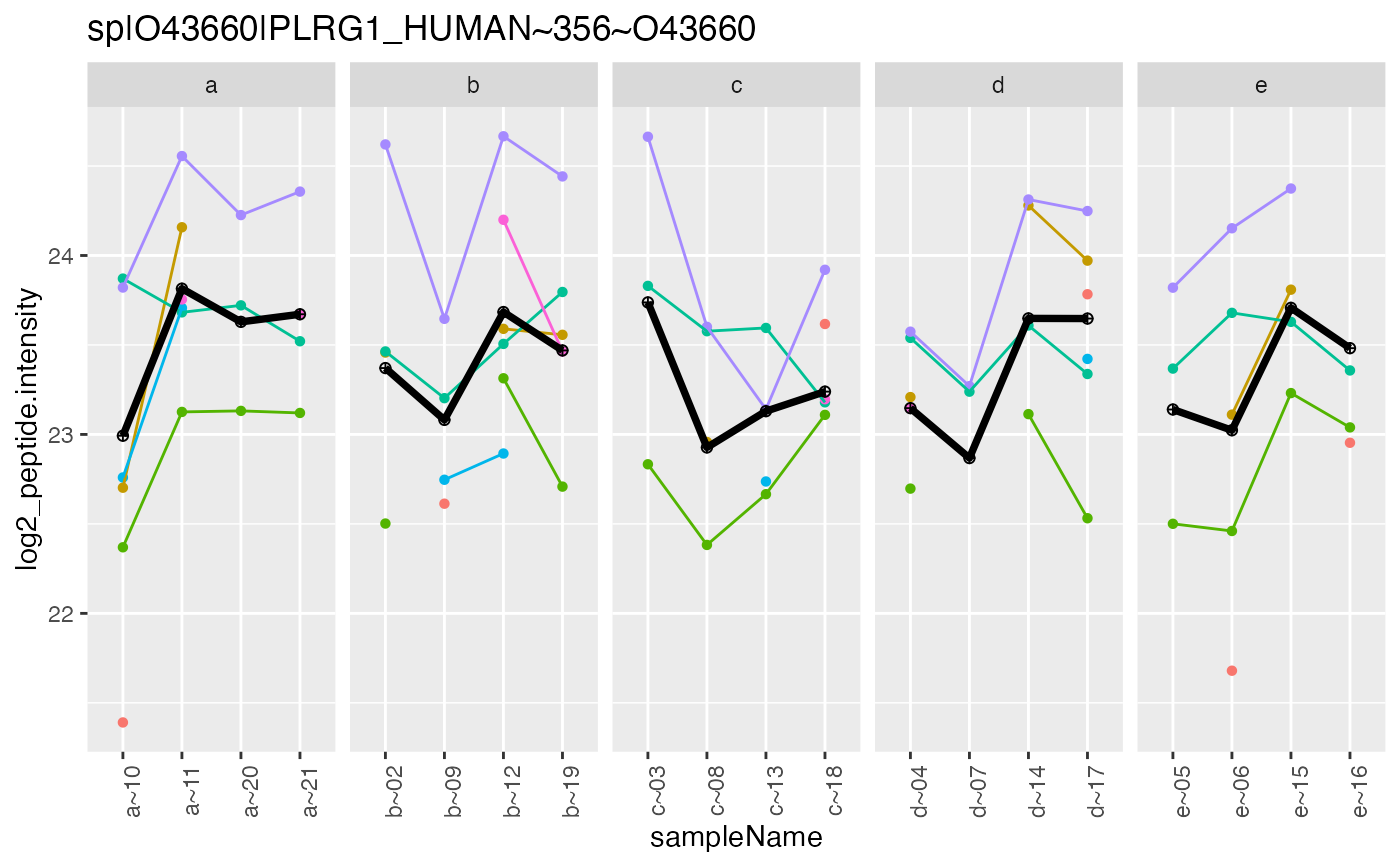 sp|O43660|PLRG1_HUMAN~356~O43660
a b c d e
log2_peptide.intensity
24
23
22
a~10 a~11 a~20 a~21 b~02 b~09 b~12 b~19 c~03 c~08 c~13 c~18 d~04 d~07 d~14 d~17 e~05 e~06 e~15 e~16
sampleName